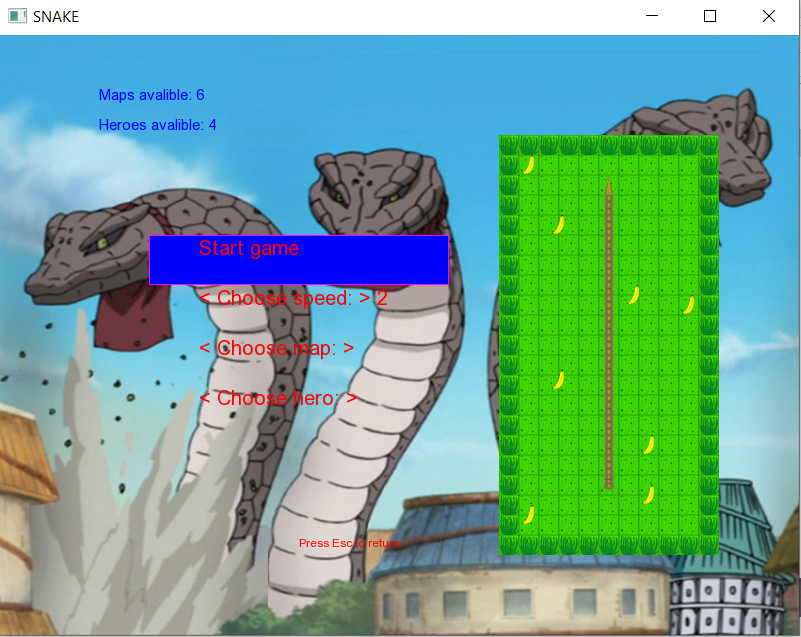 SNAKE
Maps avalible: 6
Heroes avalible: 4
Start game
< Choose speed: > 2
< Choose map: >
< Choose hero: >
Press Esc to return